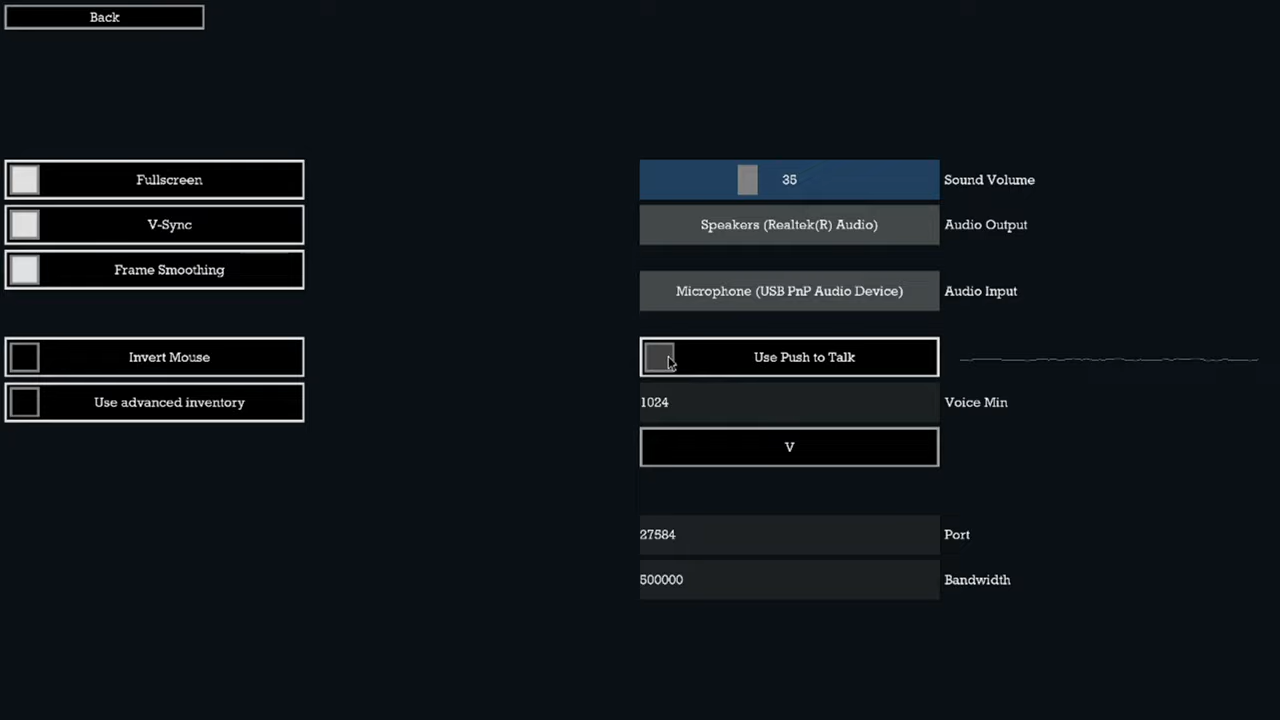 Back
Fullscreen
V-Sync
Frame Smoothing
Invert Mouse
Use advanced inventory
35 Sound Volume
Speakers (Realtek(R) Audio) Audio Output
Microphone (USB PnP Audio Device) Audio Input
Use Push to Talk
1024 Voice Min
V
27584 Port
500000 Bandwidth